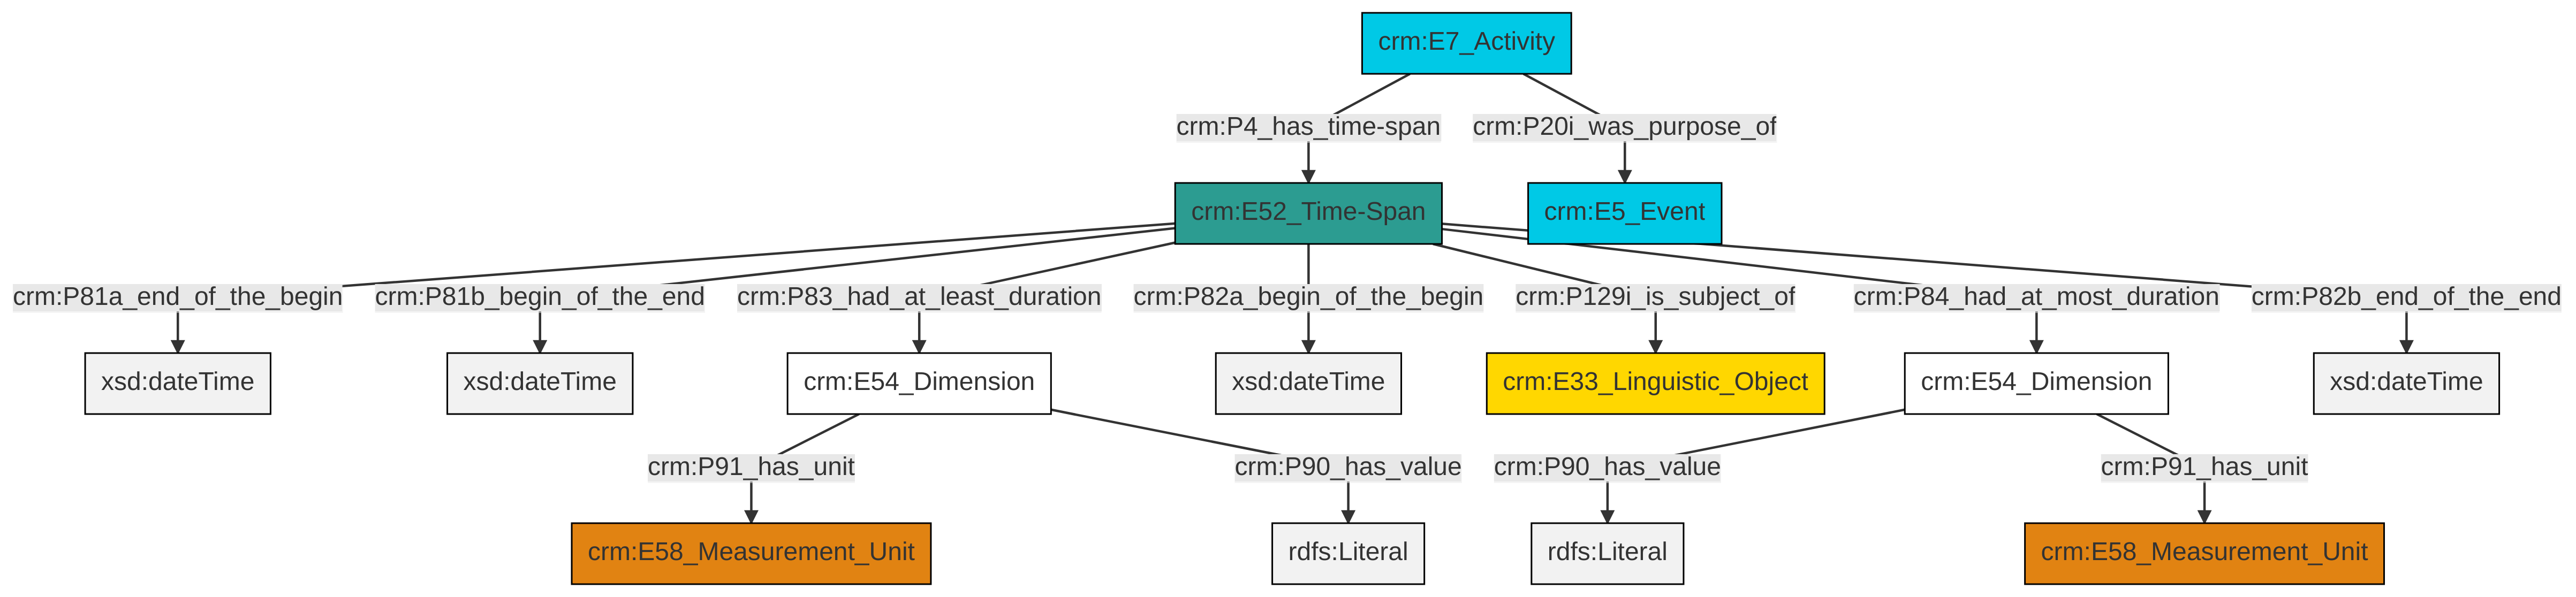 crm:E7_Activity
crm:P4_has_time-span
crm:P20i_was_purpose_of
crm:E52_Time-Span
crm:E5_Event
crm:P81a_end_of_the_begin
crm:P81b_begin_of_the_end
crm:P83_had_at_least_duration
crm:P82a_begin_of_the_begin
crm:P129i_is_subject_of
crm:P84_had_at_most_duration
crm:P82b_end_of_the_end
xsd:dateTime
xsd:dateTime
crm:E54_Dimension
xsd:dateTime
crm:E33_Linguistic_Object
crm:E54_Dimension
xsd:dateTime
crm:P91_has_unit
crm:P90_has_value
crm:P90_has_value
crm:P91_has_unit
crm:E58_Measurement_Unit
rdfs:Literal
rdfs:Literal
crm:E58_Measurement_Unit